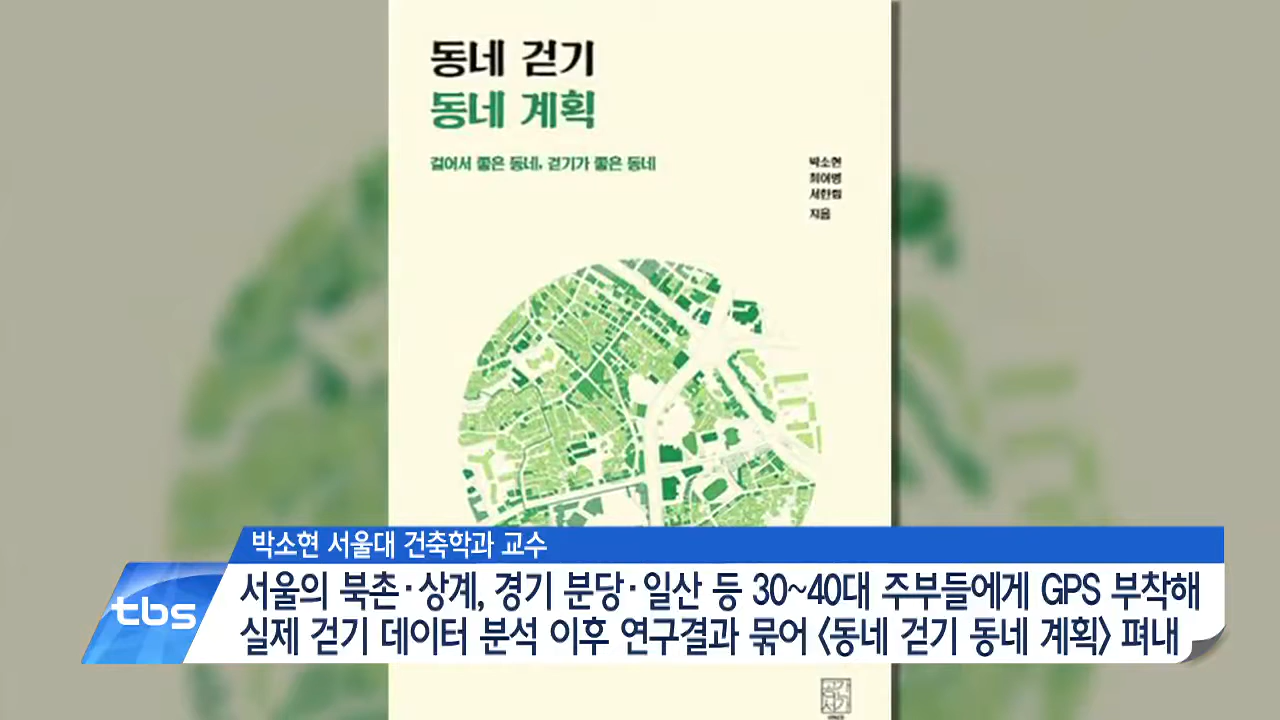 동네 걷기
동네 계획
걸어서 좋은 동네, 걷기가 좋은 동네
박소현
최이명
서한림
지음
박소현 서울대 건축학과 교수
tbs
서울의 북촌·상계, 경기 분당·일산 등 30~40대 주부들에게 GPS 부착해
실제 걷기 데이터 분석 이후 연구결과 묶어 <동네 걷기 동네 계획> 펴내
공간
서가